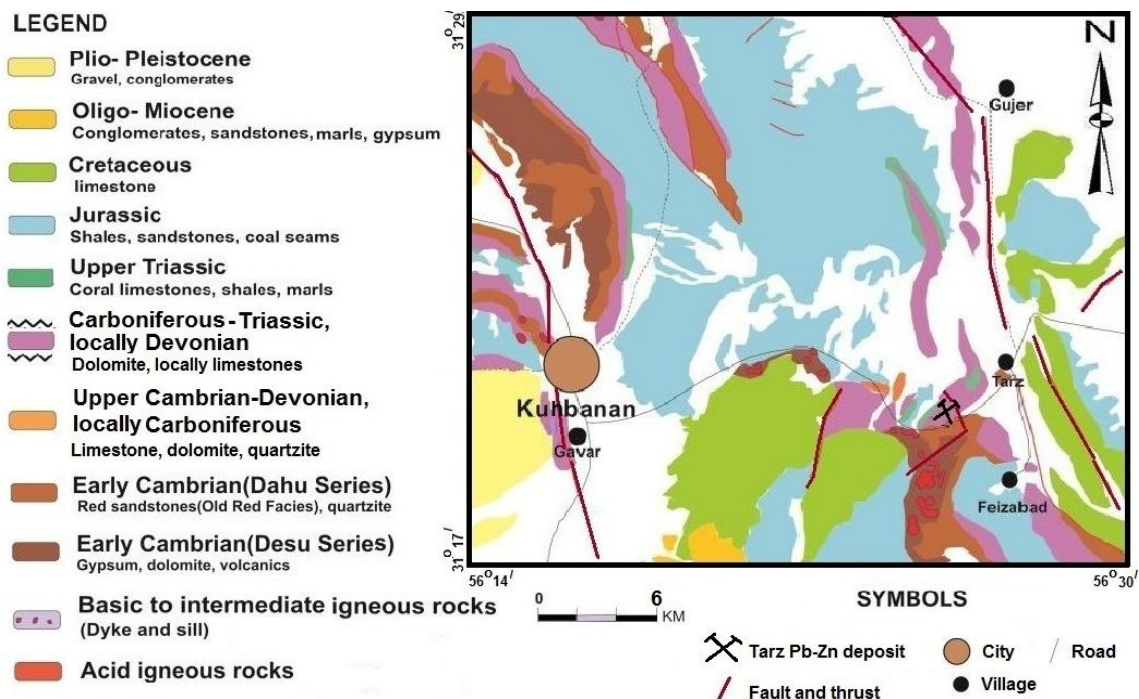 LEGEND
Plio- Pleistocene
Gravel, conglomerates
Oligo- Miocene
Conglomerates, sandstones, marls, gypsum
Cretaceous
limestone
Jurassic
Shales, sandstones, coal seams
Upper Triassic
Coral limestones, shales, marls
Carboniferous - Triassic,
locally Devonian
Dolomite, locally limestones
Upper Cambrian-Devonian,
locally Carboniferous
Limestone, dolomite, quartzite
Early Cambrian(Dahu Series)
Red sandstones(Old Red Facies), quartzite
Early Cambrian(Desu Series)
Gypsum, dolomite, volcanics
Basic to intermediate igneous rocks
(Dyke and sill)
Acid igneous rocks
31° 29′
N
Gujer
Kuhbanan
Gavar
Tarz
Feizabad
31° 17′
56° 14′
56° 30′
0 6
KM
SYMBOLS
Tarz Pb-Zn deposit
City
Road
Fault and thrust
Village